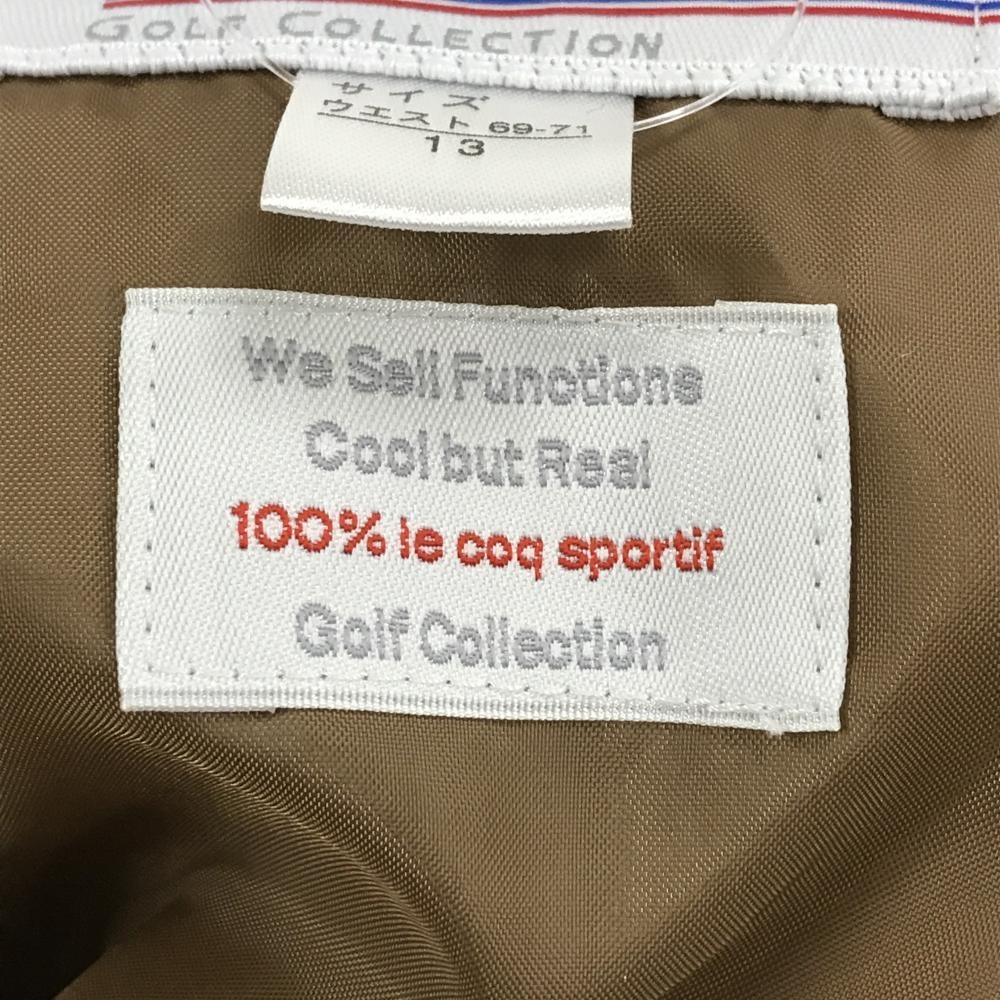 GOLF COLLECTION
サイズ
ウエスト 69-71
13
We Sell Functions
Cool but Real
100% le coq sportif
Golf Collection